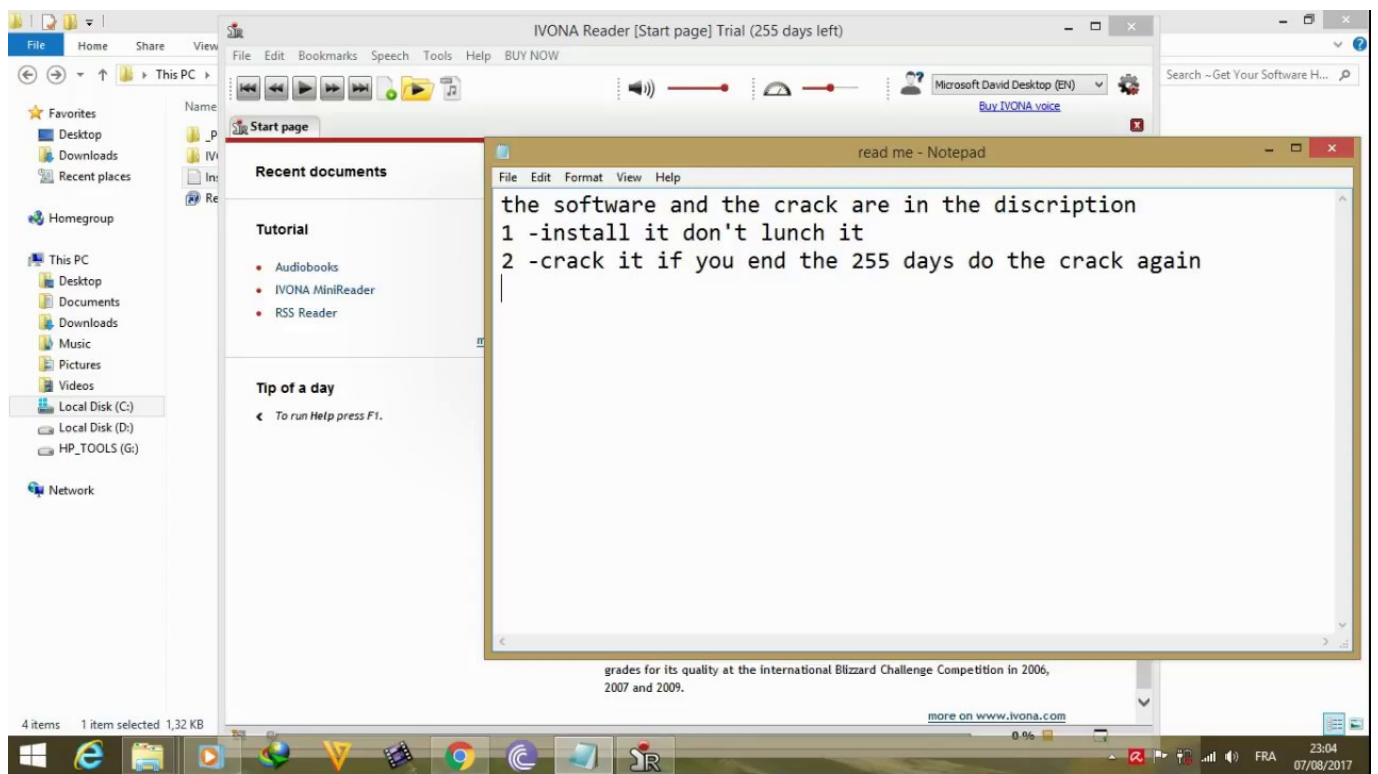 IVONA Reader [Start page] Trial (255 days left)
File Home Share View
File Edit Bookmarks Speech Tools Help BUY NOW
This PC
Search ~Get Your Software H...
Microsoft David Desktop (EN)
Buy IVONA voice
Start page
Favorites
Desktop
Downloads
Recent places
Homegroup
This PC
Desktop
Documents
Downloads
Music
Pictures
Videos
Local Disk (C:)
Local Disk (D:)
HP_TOOLS (G:)
Network
Name
Recent documents
Tutorial
• Audiobooks
• IVONA MiniReader
• RSS Reader
Tip of a day
To run Help press F1.
read me - Notepad
File Edit Format View Help
the software and the crack are in the discription
1 -install it don't lunch it
2 -crack it if you end the 255 days do the crack again
grades for its quality at the international Blizzard Challenge Competition in 2006,
2007 and 2009.
more on www.ivona.com
0 %
4 items 1 item selected 1,32 KB
FRA
23:04
07/08/2017